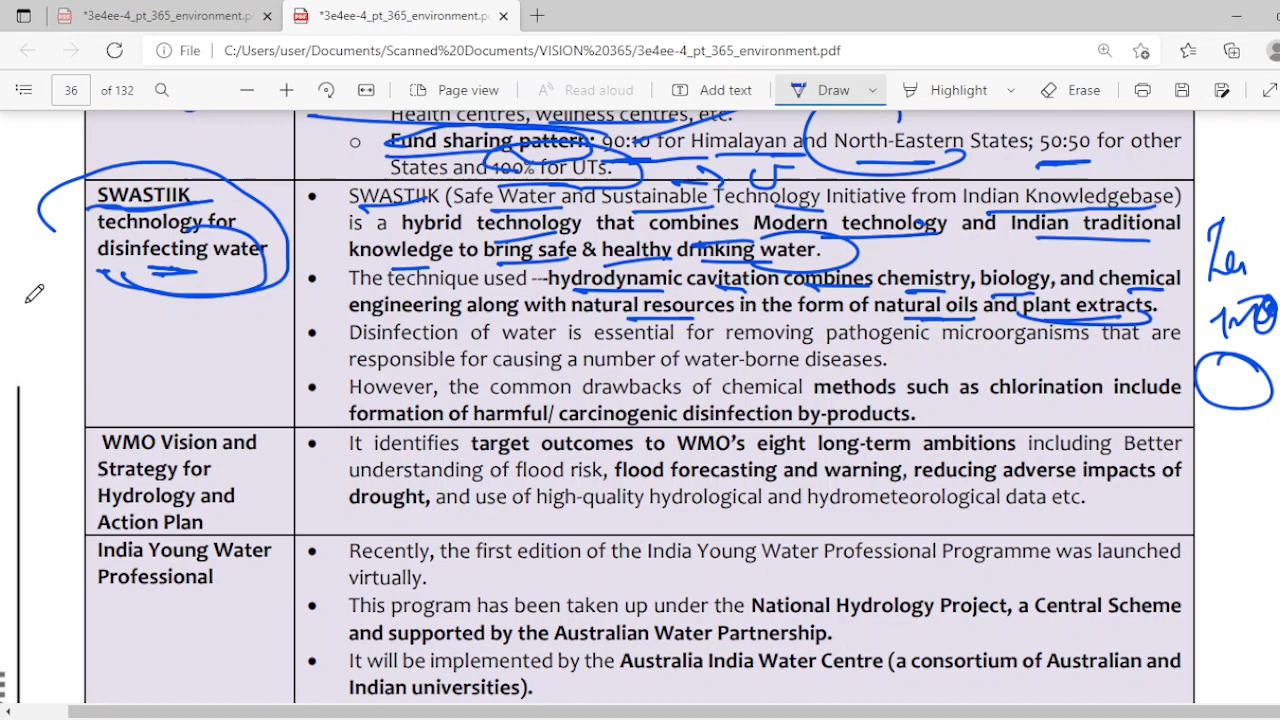 *3e4ee-4_pt_365_environment.p
*3e4ee-4_pt_365_environment.p
File
C:/Users/user/Documents/Scanned%20Documents/VISION%20365/3e4ee-4_pt_365_environment.pdf
36 of 132
Page view
Read aloud
Add text
Draw
Highlight
Erase
Health centres, wellness centres, etc.
Fund sharing pattern: 90:10 for Himalayan and North-Eastern States; 50:50 for other
States and 100% for UTs.
SWASTIIK
technology for
disinfecting water
SWASTIIK (Safe Water and Sustainable Technology Initiative from Indian Knowledgebase)
is a hybrid technology that combines Modern technology and Indian traditional
knowledge to bring safe & healthy drinking water.
The technique used ---hydrodynamic cavitation combines chemistry, biology, and chemical
engineering along with natural resources in the form of natural oils and plant extracts.
Disinfection of water is essential for removing pathogenic microorganisms that are
responsible for causing a number of water-borne diseases.
However, the common drawbacks of chemical methods such as chlorination include
formation of harmful/ carcinogenic disinfection by-products.
WMO Vision and
Strategy for
Hydrology and
Action Plan
It identifies target outcomes to WMO's eight long-term ambitions including Better
understanding of flood risk, flood forecasting and warning, reducing adverse impacts of
drought, and use of high-quality hydrological and hydrometeorological data etc.
India Young Water
Professional
Recently, the first edition of the India Young Water Professional Programme was launched
virtually.
This program has been taken up under the National Hydrology Project, a Central Scheme
and supported by the Australian Water Partnership.
It will be implemented by the Australia India Water Centre (a consortium of Australian and
Indian universities).